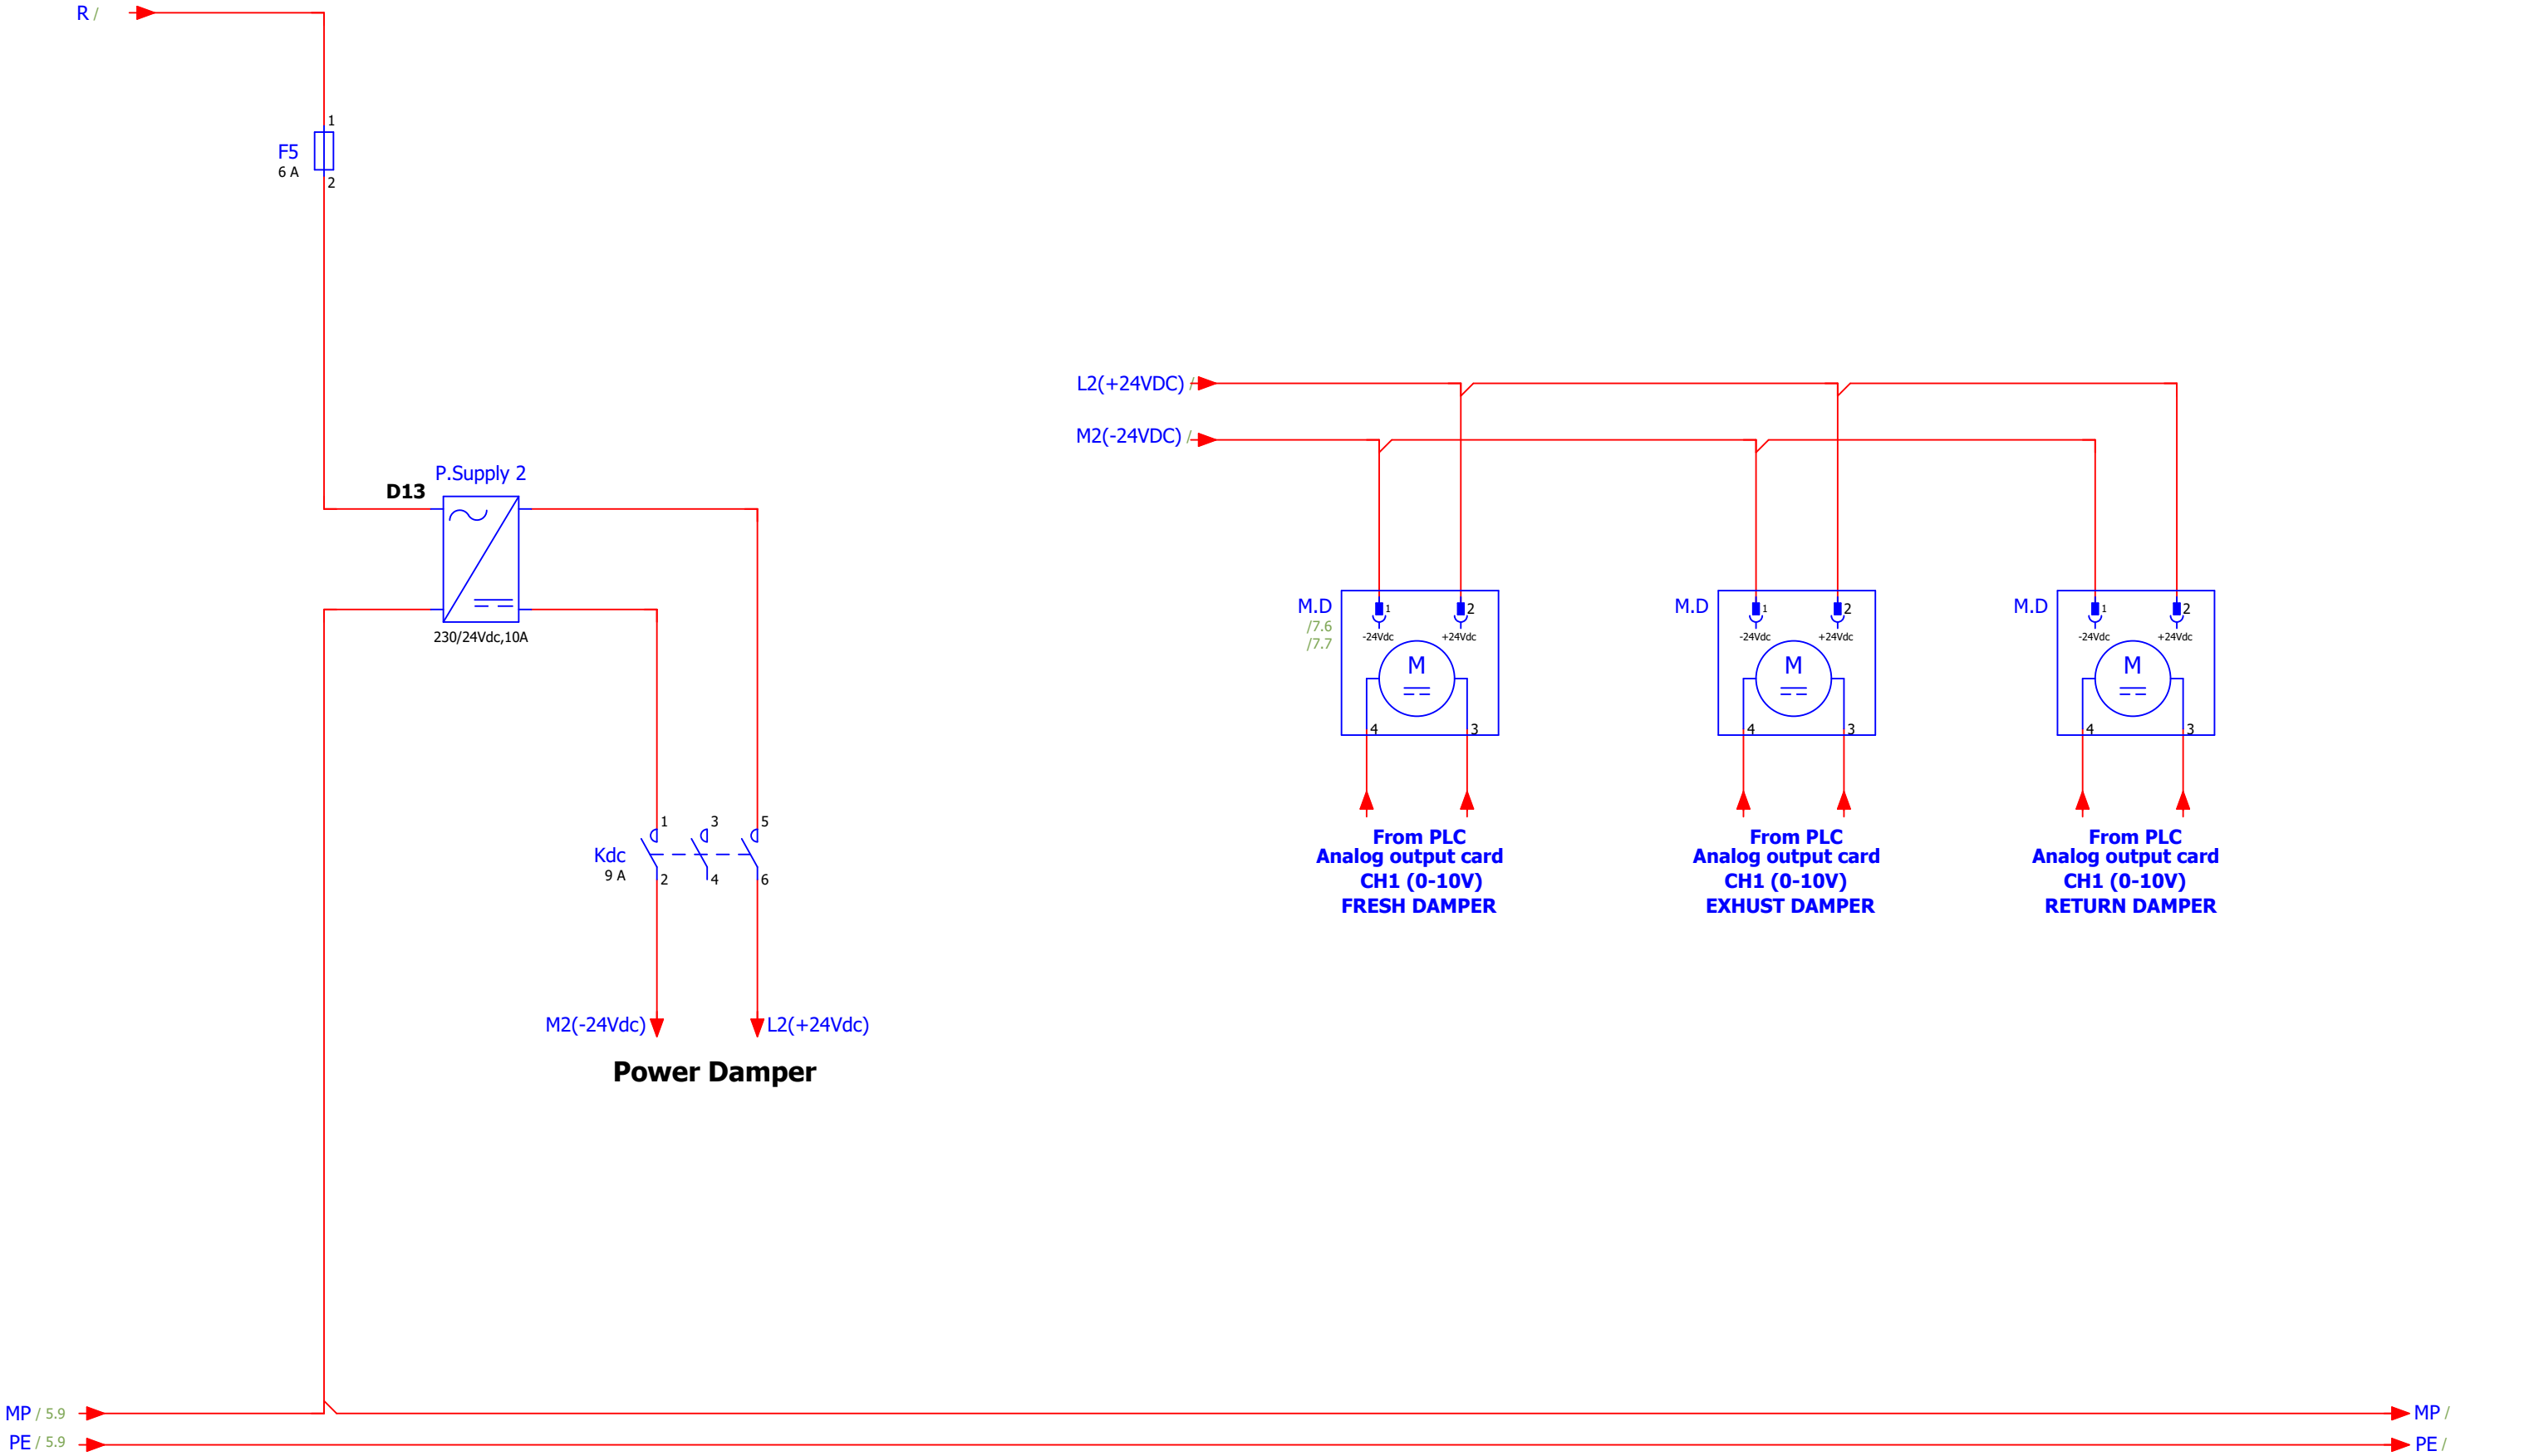 R /
1
F5
6 A
2
L2(+24VDC) /
M2(-24VDC) /
P.Supply 2
D13
230/24Vdc,10A
M.D
/7.6
/7.7
1
2
-24Vdc
+24Vdc
M
4
3
M.D
1
2
-24Vdc
+24Vdc
M
4
3
M.D
1
2
-24Vdc
+24Vdc
M
4
3
1
3
5
Kdc
9 A
2
4
6
From PLC
Analog output card
CH1 (0-10V)
FRESH DAMPER
From PLC
Analog output card
CH1 (0-10V)
EXHUST DAMPER
From PLC
Analog output card
CH1 (0-10V)
RETURN DAMPER
M2(-24Vdc)
L2(+24Vdc)
Power Damper
MP / 5.9
MP /
PE / 5.9
PE /